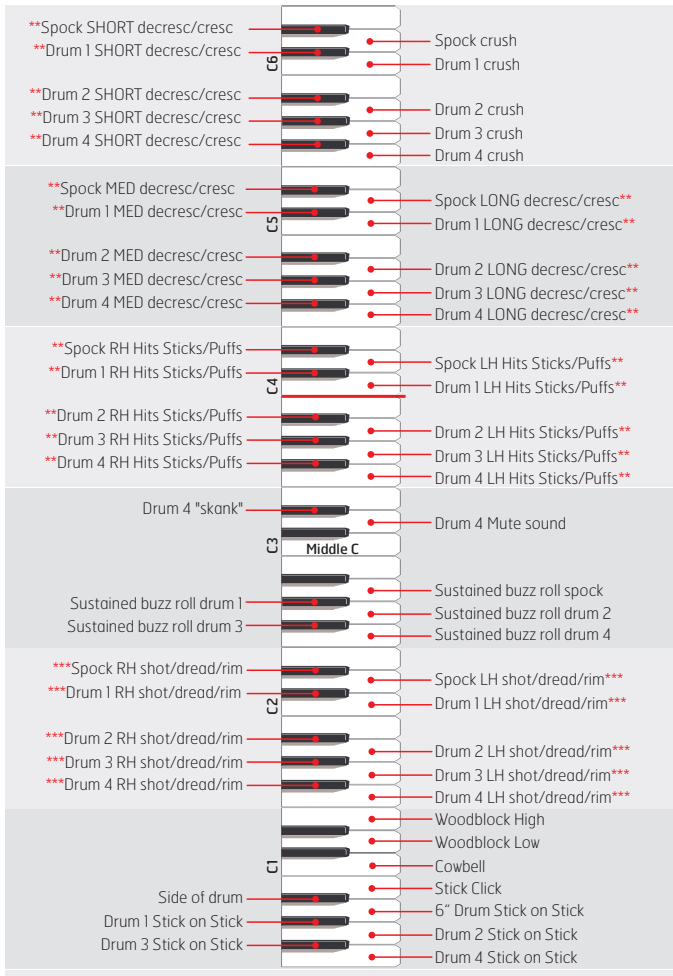 **Spock SHORT decresc/cresc
Spock crush
**Drum 1 SHORT decresc/cresc
Drum 1 crush
C6
**Drum 2 SHORT decresc/cresc
Drum 2 crush
**Drum 3 SHORT decresc/cresc
Drum 3 crush
**Drum 4 SHORT decresc/cresc
Drum 4 crush
**Spock MED decresc/cresc
Spock LONG decresc/cresc**
**Drum 1 MED decresc/cresc
Drum 1 LONG decresc/cresc**
C5
**Drum 2 MED decresc/cresc
Drum 2 LONG decresc/cresc**
**Drum 3 MED decresc/cresc
Drum 3 LONG decresc/cresc**
**Drum 4 MED decresc/cresc
Drum 4 LONG decresc/cresc**
**Spock RH Hits Sticks/Puffs
Spock LH Hits Sticks/Puffs**
**Drum 1 RH Hits Sticks/Puffs
Drum 1 LH Hits Sticks/Puffs**
C4
**Drum 2 RH Hits Sticks/Puffs
Drum 2 LH Hits Sticks/Puffs**
**Drum 3 RH Hits Sticks/Puffs
Drum 3 LH Hits Sticks/Puffs**
**Drum 4 RH Hits Sticks/Puffs
Drum 4 LH Hits Sticks/Puffs**
Drum 4 "skank"
Drum 4 Mute sound
C3
Middle C
Sustained buzz roll spock
Sustained buzz roll drum 1
Sustained buzz roll drum 2
Sustained buzz roll drum 3
Sustained buzz roll drum 4
***Spock RH shot/dread/rim
Spock LH shot/dread/rim***
***Drum 1 RH shot/dread/rim
Drum 1 LH shot/dread/rim***
C2
***Drum 2 RH shot/dread/rim
Drum 2 LH shot/dread/rim***
***Drum 3 RH shot/dread/rim
Drum 3 LH shot/dread/rim***
***Drum 4 RH shot/dread/rim
Drum 4 LH shot/dread/rim***
Woodblock High
Woodblock Low
C1
Cowbell
Stick Click
Side of drum
6“ Drum Stick on Stick
Drum 1 Stick on Stick
Drum 2 Stick on Stick
Drum 3 Stick on Stick
Drum 4 Stick on Stick